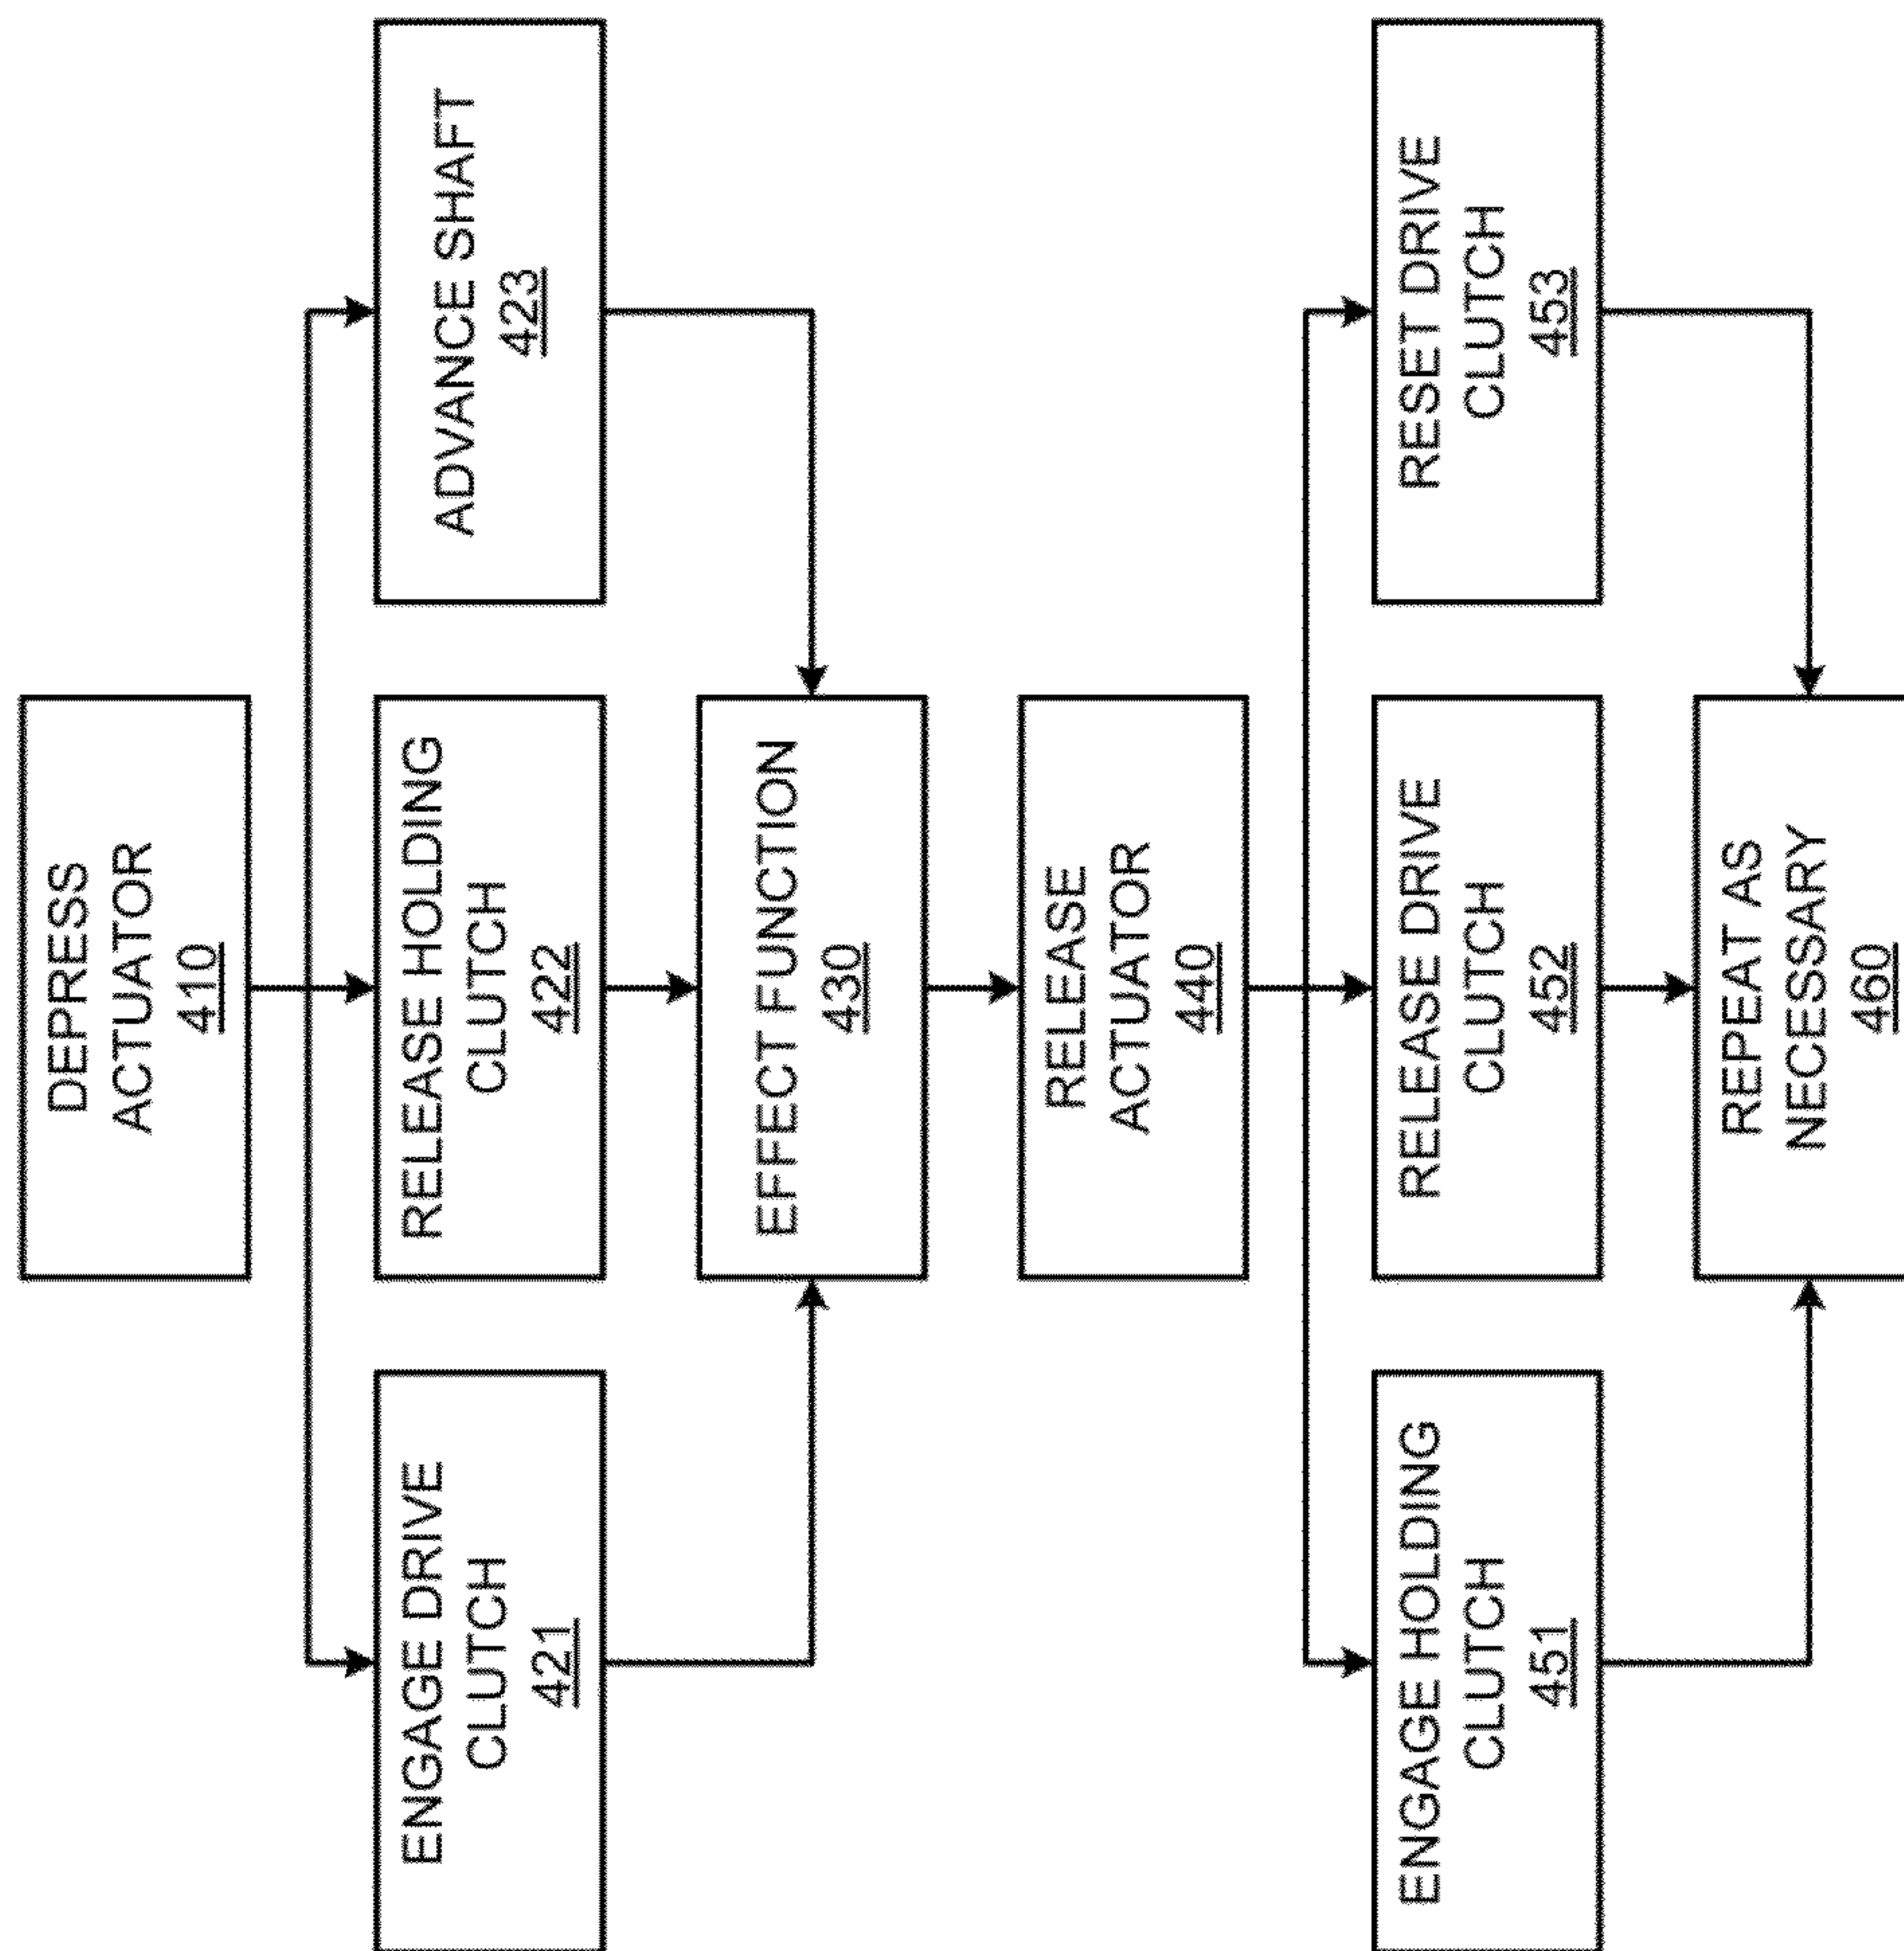 DEPRESS
ACTUATOR
410
ENGAGE DRIVE
CLUTCH
421
RELEASE HOLDING
CLUTCH
422
ADVANCE SHAFT
423
EFFECT FUNCTION
430
RELEASE
ACTUATOR
440
ENGAGE HOLDING
CLUTCH
451
RELEASE DRIVE
CLUTCH
452
RESET DRIVE
CLUTCH
453
REPEAT AS
NECESSARY
460